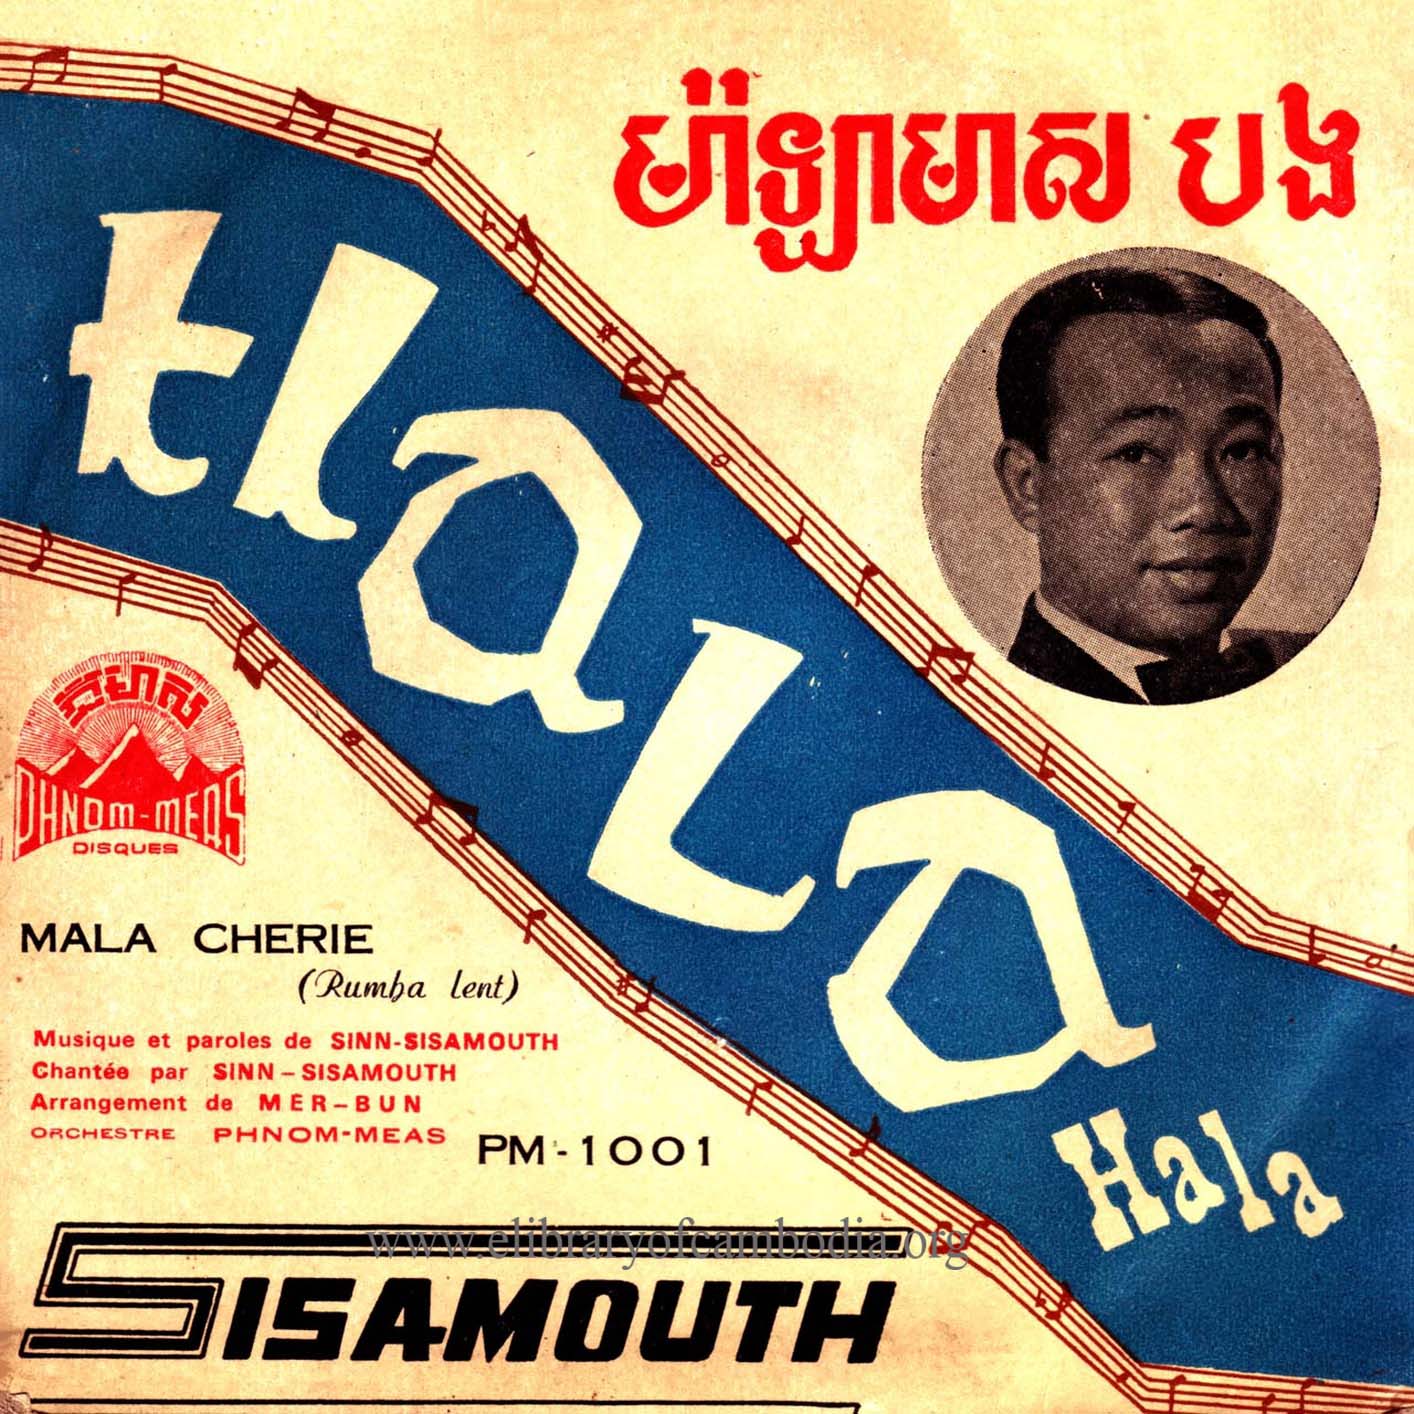 ម៉ាឡាមាស បង
Hala
Hala
ភ្នំមាស
PHNOM-MEAS
DISQUES
MALA CHERIE
(Rumba lent)
Musique et paroles de SINN-SISAMOUTH
Chantée par SINN-SISAMOUTH
Arrangement de MER-BUN
ORCHESTRE PHNOM-MEAS
PM-1001
www.elibraryofcambodia.org
SISAMOUTH